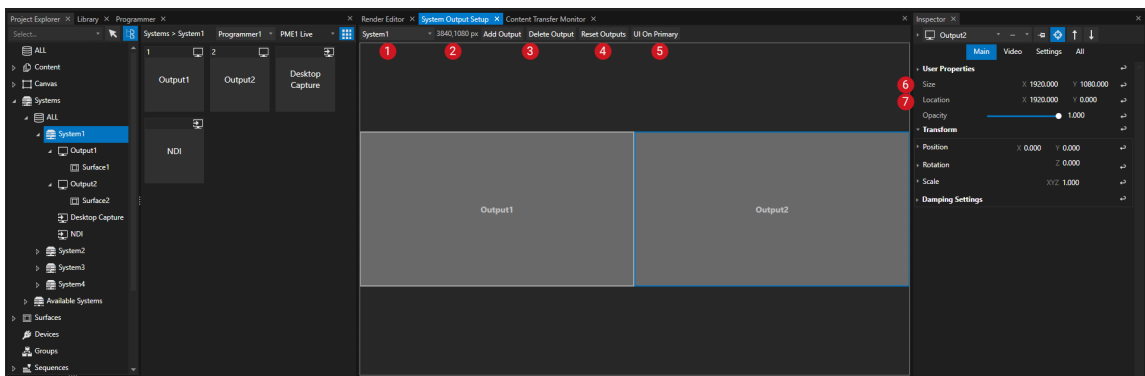 Project Explorer × Library × Programmer ×
Select...
ALL
Content
Canvas
Systems
ALL
System1
Output1
Surface1
Output2
Surface2
Desktop Capture
NDI
System2
System3
System4
Available Systems
Surfaces
Devices
Groups
Sequences
Systems > System1 Programmer1 PME1 Live
1
Output1
2
Output2
Desktop
Capture
NDI
Render Editor × System Output Setup × Content Transfer Monitor ×
System1 3840,1080 px Add Output Delete Output Reset Outputs UI On Primary
1 2 3 4 5
Output1
Output2
Inspector ×
Output2 --
Main Video Settings All
User Properties
6 Size X 1920.000 Y 1080.000
7 Location X 1920.000 Y 0.000
Opacity 1.000
Transform
Position X 0.000 Y 0.000
Rotation Z 0.000
Scale XYZ 1.000
Damping Settings